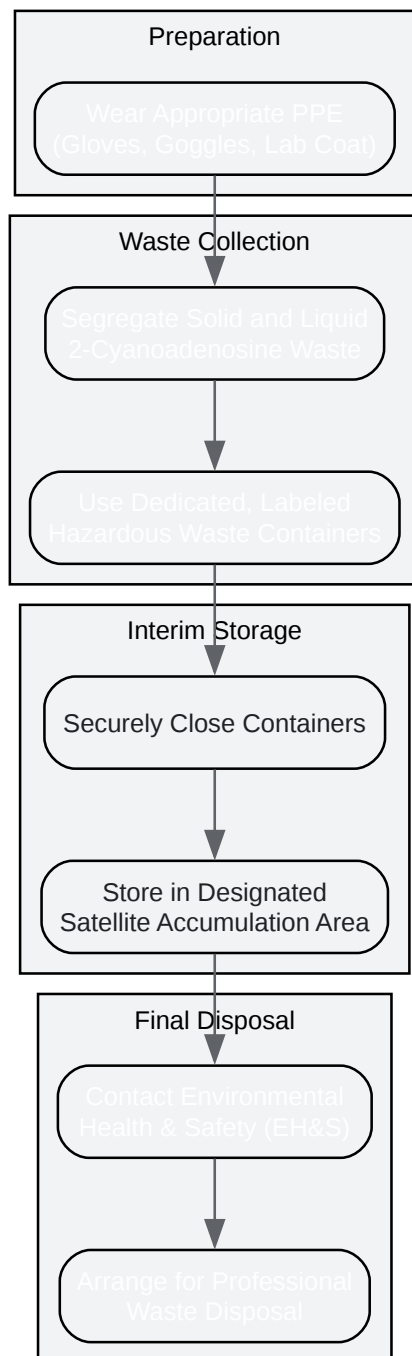 Preparation
Wear Appropriate PPE
(Gloves, Goggles, Lab Coat)
Waste Collection
Segregate Solid and Liquid
2-Cyanoadenosine Waste
Use Dedicated, Labeled
Hazardous Waste Containers
Interim Storage
Securely Close Containers
Store in Designated
Satellite Accumulation Area
Final Disposal
Contact Environmental
Health & Safety (EH&S)
Arrange for Professional
Waste Disposal